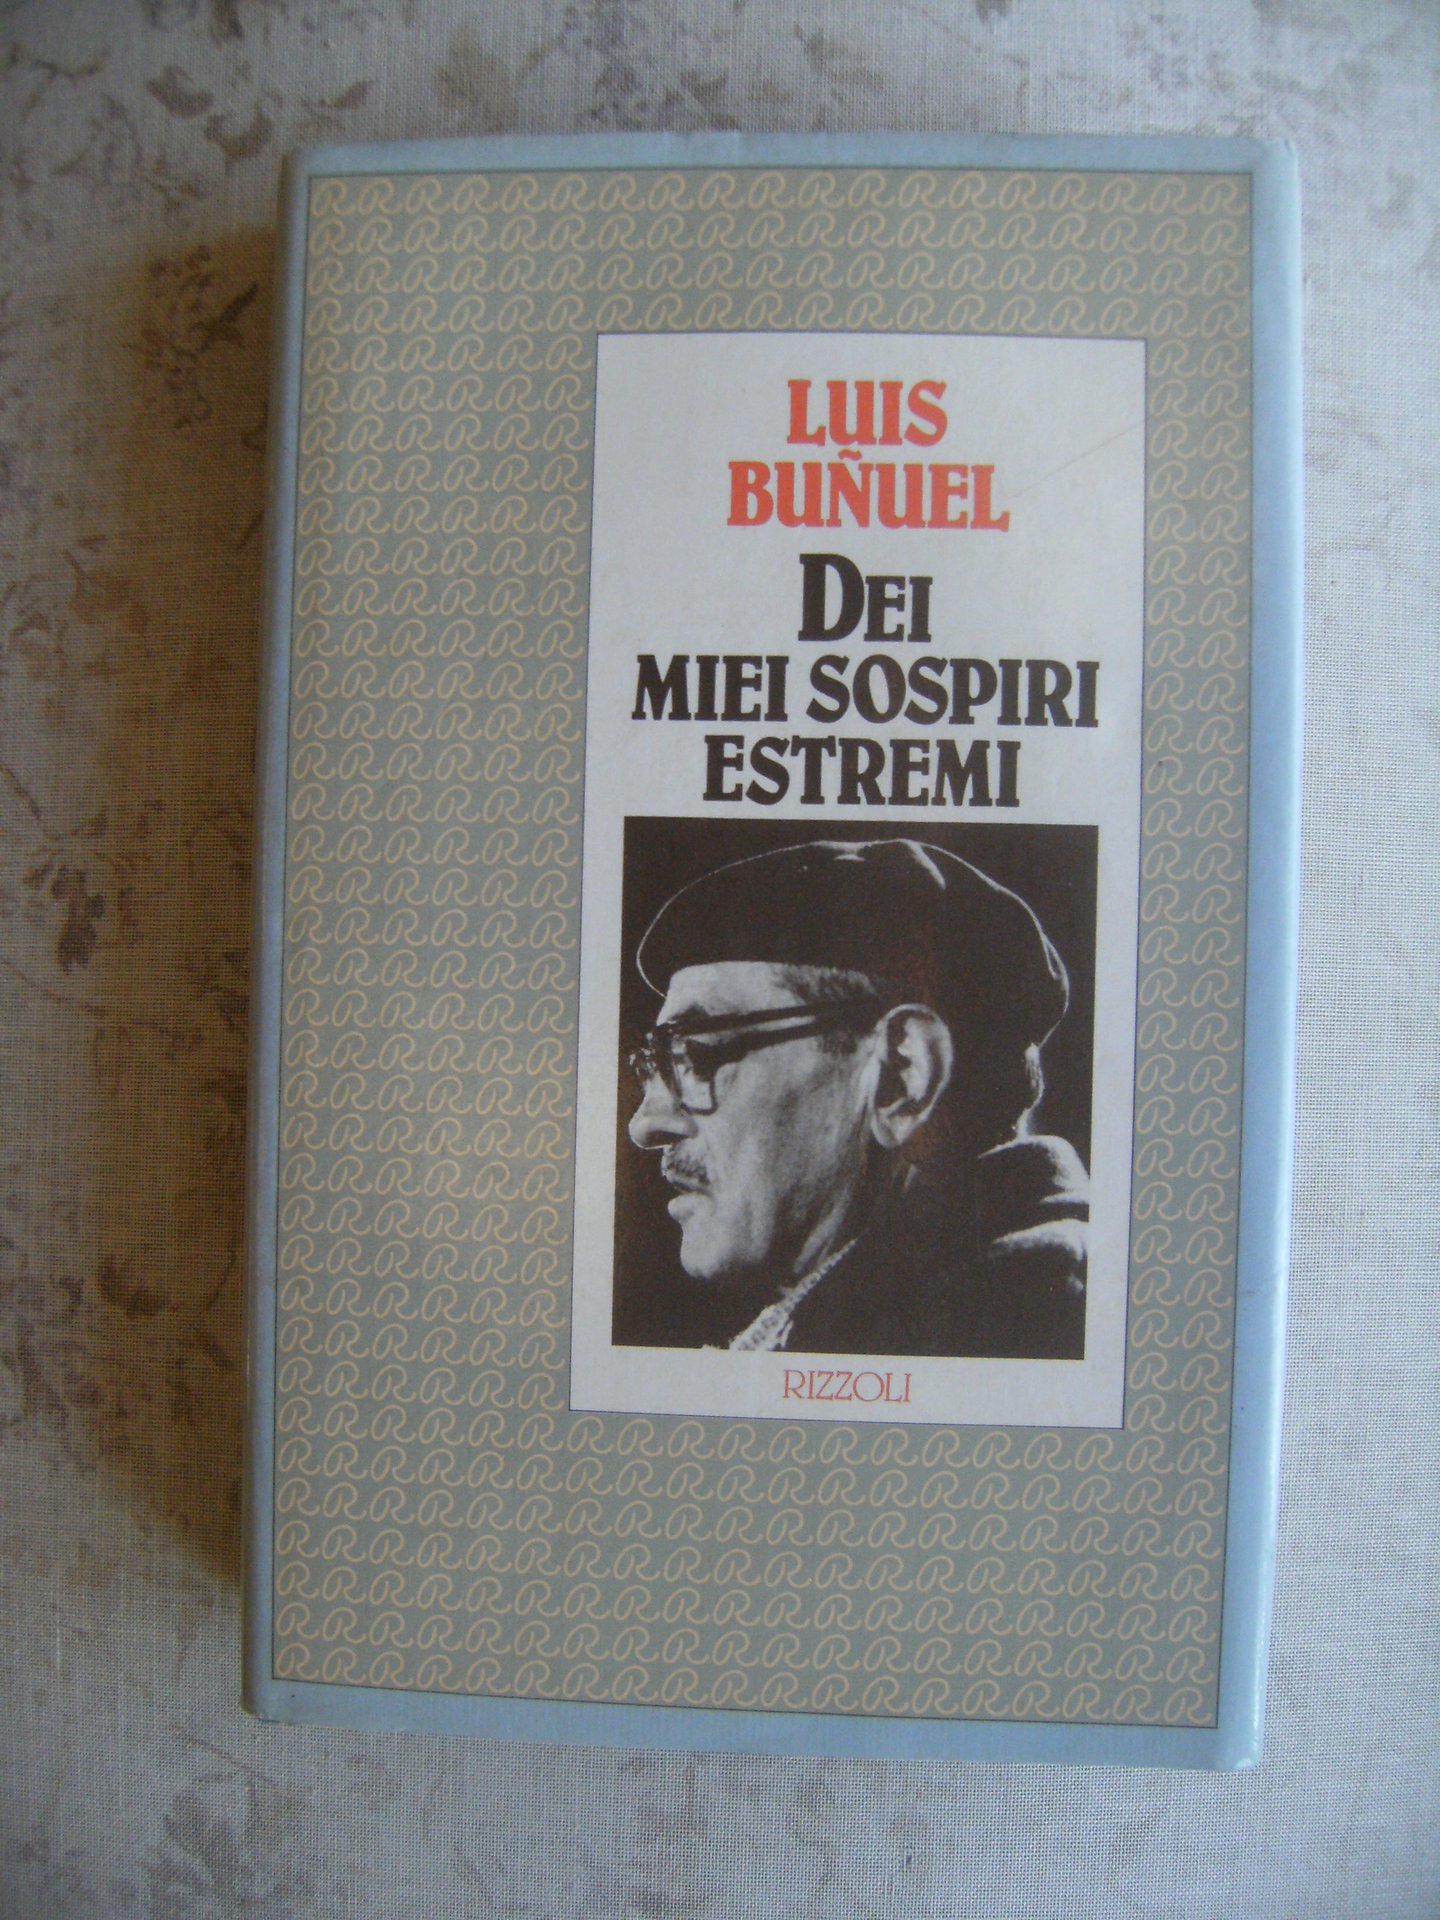 LUIS
BUÑUEL
DEI
MIEI SOSPIRI
ESTREMI
RIZZOLI